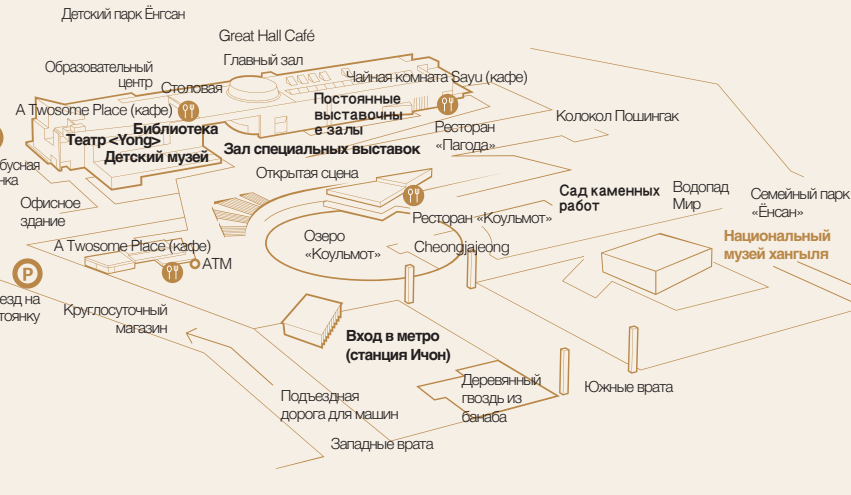 Детский парк Ёнгсан
Great Hall Café
Главный зал
Образовательный
центр
Столовая
Чайная комната Sayu (кафе)
A Twosome Place (кафе)
Постоянные
выставочны
е залы
Библиотека
Театр <Yong>
Детский музей
Зал специальных выставок
Ресторан
«Пагода»
Колокол Пошингак
Открытая сцена
бусная
нка
Офисное
здание
Сад каменных
работ
Водопад
Мир
Семейный парк
«Ёнсан»
Ресторан «Коульмот»
Озеро
«Коульмот»
Cheongjajeong
Национальный
музей хангыля
A Twosome Place (кафе)
ATM
P
езд на
тоянку
Круглосуточный
магазин
Вход в метро
(станция Ичон)
Деревянный
гвоздь из
банаба
Южные врата
Подъездная
дорога для машин
Западные врата